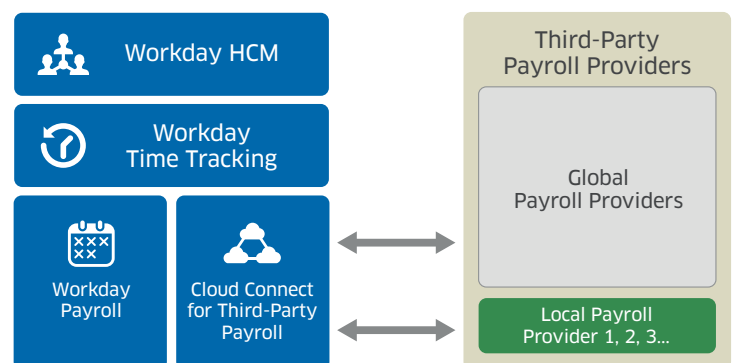 Workday HCM
Workday
Time Tracking
Workday
Payroll
Cloud Connect
for Third-Party
Payroll
Third-Party
Payroll Providers
Global
Payroll Providers
Local Payroll
Provider 1, 2, 3...